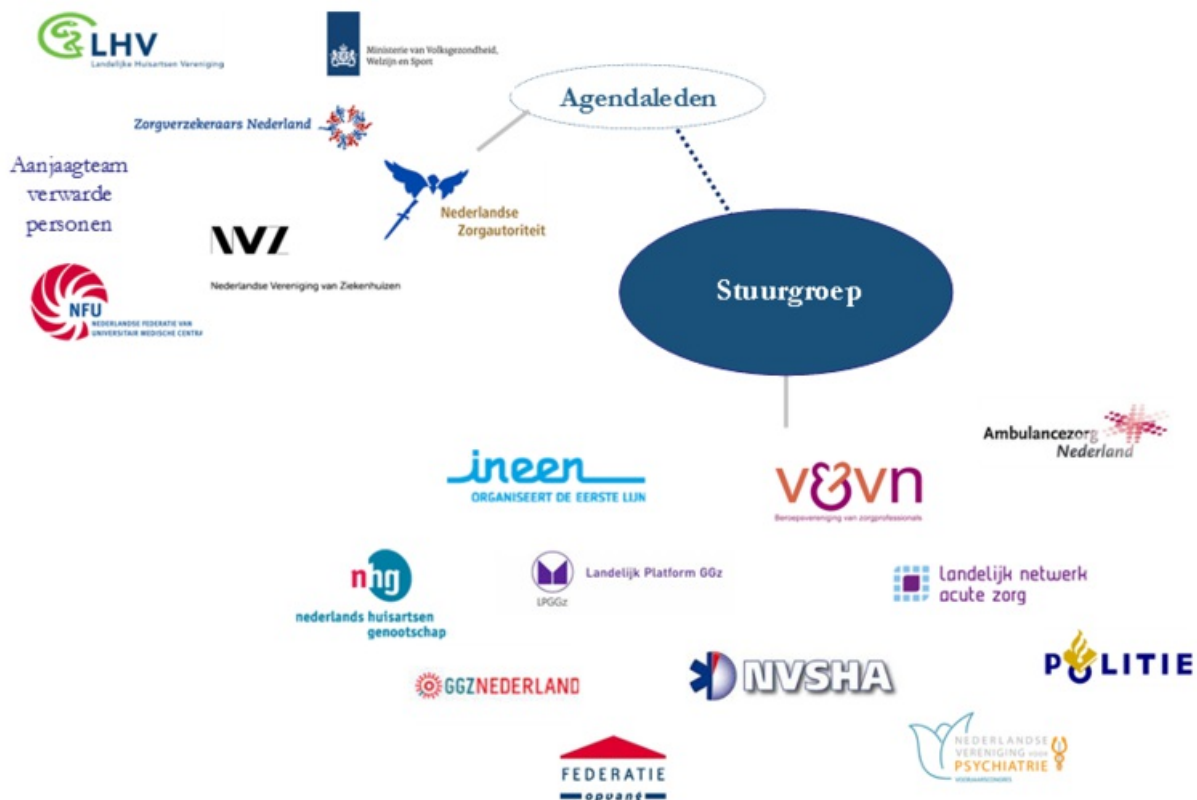 LHV
Landelijke Huisartsen Vereniging
Ministerie van Volksgezondheid,
Welzijn en Sport
Agendaleden
Zorgverzekeraars Nederland
Aanjaagteam
verwarde
personen
Nederlandse
Zorgautoriteit
NVZ
Nederlandse Vereniging van Ziekenhuizen
NFU
NEDERLANDSE FEDERATIE VAN
UNIVERSITAIR MEDISCHE CENTRA
Stuurgroep
Ambulancezorg
Nederland
ineen
ORGANISEERT DE EERSTE LIJN
v&vn
Beroepsvereniging van zorgprofessionals
nhg
nederlands huisartsen
genootschap
Landelijk Platform GGz
LPGGz
landelijk netwerk
acute zorg
GGZNEDERLAND
NVSHA
POLITIE
NEDERLANDSE
VERENIGING VOOR
PSYCHIATRIE
VOORJAARSCONGRES
FEDERATIE
opvang